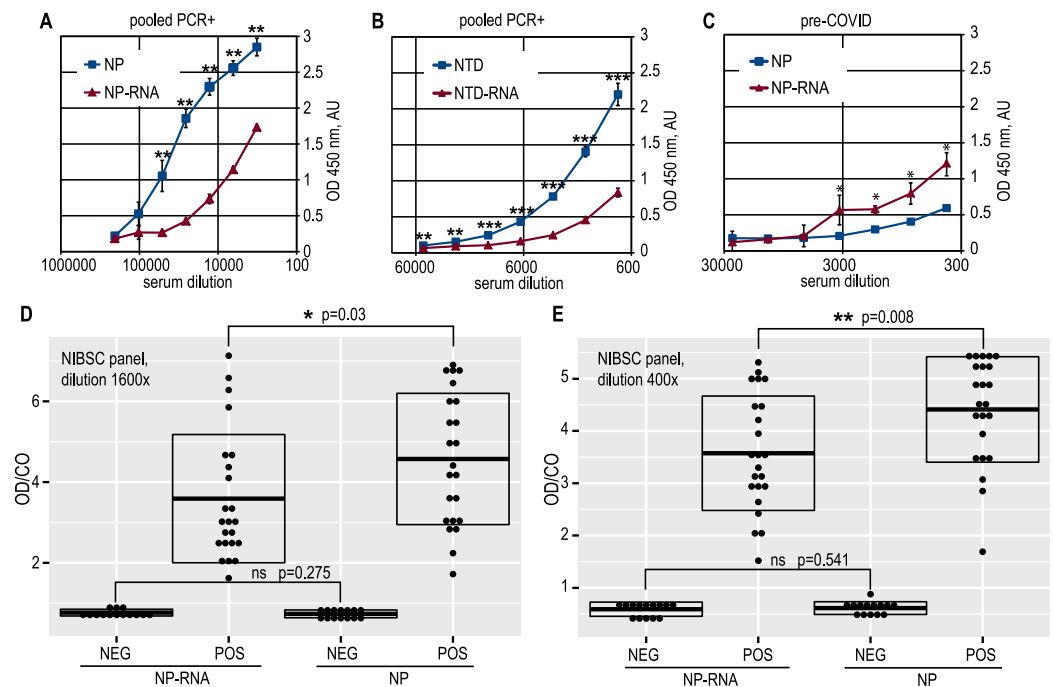 A
pooled PCR+
NP
NP-RNA
**
**
**
**
**
**
3
2.5
2
1.5
1
0.5
0
OD 450 nm, AU
1000000 100000 10000 100
serum dilution
B
pooled PCR+
NTD
NTD-RNA
**
**
***
***
***
***
***
3
2.5
2
1.5
1
0.5
0
OD 450 nm, AU
60000 6000 600
serum dilution
C
pre-COVID
NP
NP-RNA
*
*
*
*
3
2.5
2
1.5
1
0.5
0
OD 450 nm, AU
30000 3000 300
serum dilution
D
* p=0.03
NIBSC panel,
dilution 1600x
OD/CO
6
4
2
ns p=0.275
NEG POS NEG POS
NP-RNA NP
E
** p=0.008
NIBSC panel,
dilution 400x
OD/CO
5
4
3
2
1
ns p=0.541
NEG POS NEG POS
NP-RNA NP